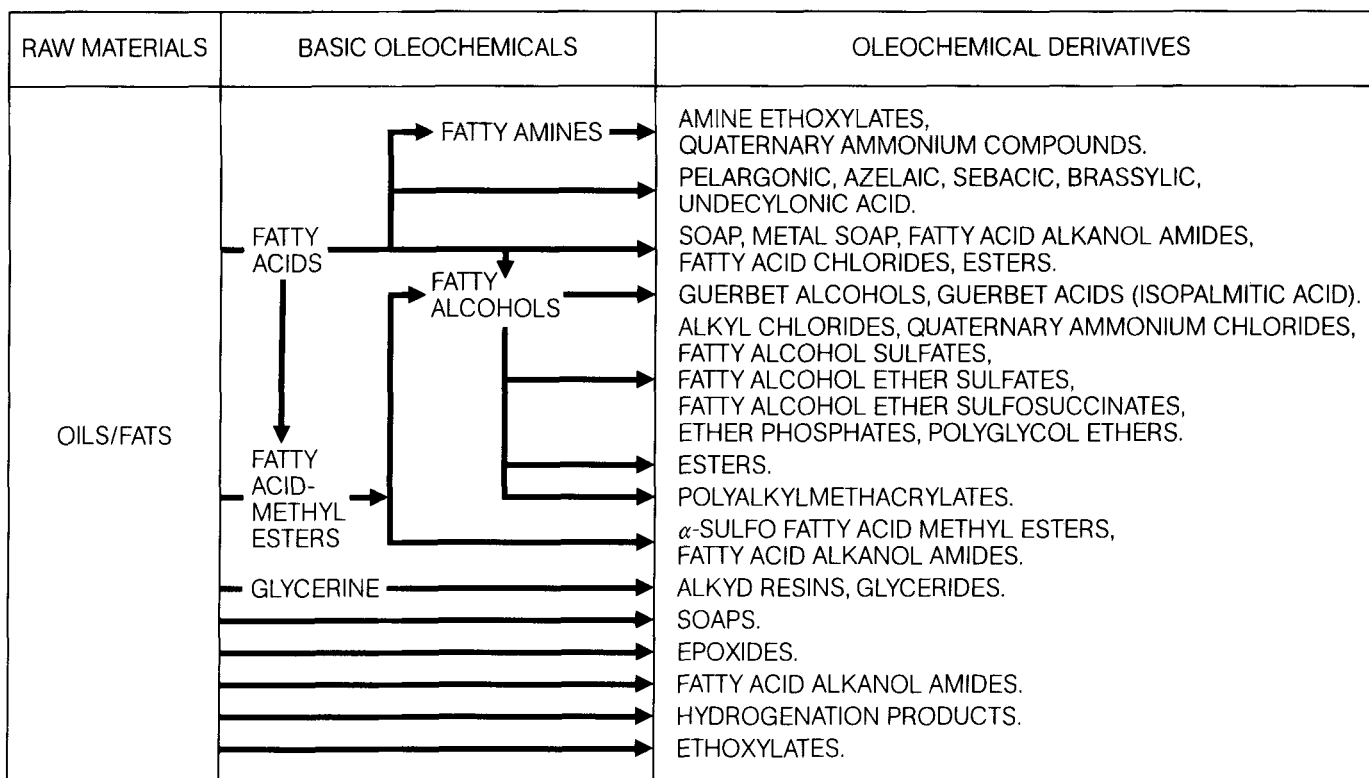 RAW MATERIALS
BASIC OLEOCHEMICALS
OLEOCHEMICAL DERIVATIVES
OILS/FATS
FATTY
ACIDS
FATTY
ACID-
METHYL
ESTERS
GLYCERINE
FATTY AMINES
FATTY
ALCOHOLS
AMINE ETHOXYLATES,
QUATERNARY AMMONIUM COMPOUNDS.
PELARGONIC, AZELAIC, SEBACIC, BRASSYLIC,
UNDECYLONIC ACID.
SOAP, METAL SOAP, FATTY ACID ALKANOL AMIDES,
FATTY ACID CHLORIDES, ESTERS.
GUERBET ALCOHOLS, GUERBET ACIDS (ISOPALMITIC ACID).
ALKYL CHLORIDES, QUATERNARY AMMONIUM CHLORIDES,
FATTY ALCOHOL SULFATES,
FATTY ALCOHOL ETHER SULFATES,
FATTY ALCOHOL ETHER SULFOSUCCINATES,
ETHER PHOSPHATES, POLYGLYCOL ETHERS.
ESTERS.
POLYALKYLMETHACRYLATES.
α-SULFO FATTY ACID METHYL ESTERS,
FATTY ACID ALKANOL AMIDES.
ALKYD RESINS, GLYCERIDES.
SOAPS.
EPOXIDES.
FATTY ACID ALKANOL AMIDES.
HYDROGENATION PRODUCTS.
ETHOXYLATES.